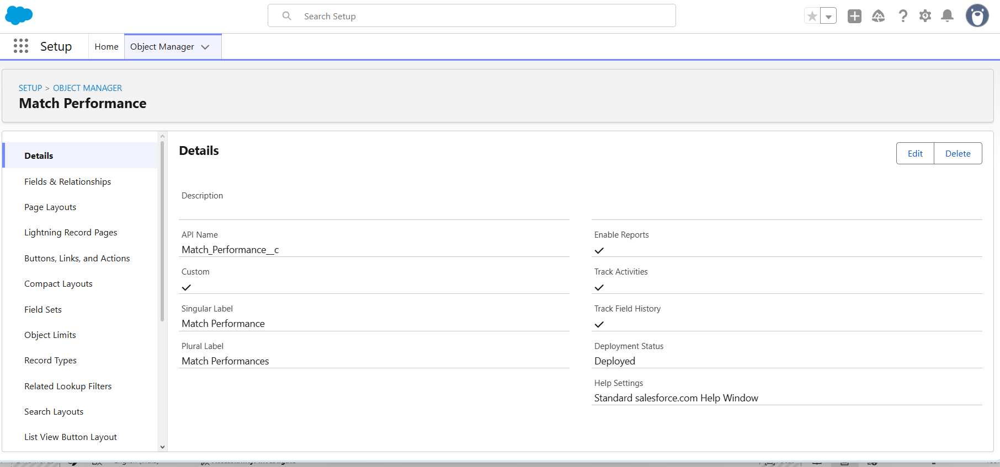 Search Setup
Setup
Home
Object Manager
SETUP > OBJECT MANAGER
Match Performance
Details
Fields & Relationships
Page Layouts
Lightning Record Pages
Buttons, Links, and Actions
Compact Layouts
Field Sets
Object Limits
Record Types
Related Lookup Filters
Search Layouts
List View Button Layout
Details
Edit
Delete
Description
API Name
Match_Performance__c
Custom
Singular Label
Match Performance
Plural Label
Match Performances
Enable Reports
Track Activities
Track Field History
Deployment Status
Deployed
Help Settings
Standard salesforce.com Help Window